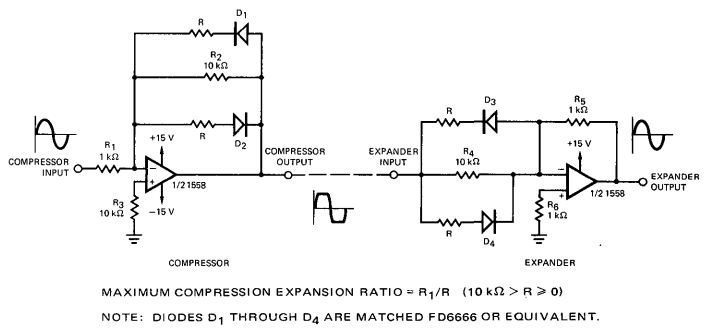 D1
R
R2
10 kΩ
R
D2
R1
1 kΩ
COMPRESSOR
INPUT
+15 V
−
+
1/2 1558
−15 V
R3
10 kΩ
COMPRESSOR
OUTPUT
COMPRESSOR
EXPANDER
INPUT
R
D3
R4
10 kΩ
R
D4
R5
1 kΩ
+15 V
−
+
1/2 1558
R6
1 kΩ
EXPANDER
OUTPUT
EXPANDER
MAXIMUM COMPRESSION EXPANSION RATIO = R1/R (10 kΩ > R ⩾ 0)
NOTE: DIODES D1 THROUGH D4 ARE MATCHED FD6666 OR EQUIVALENT.